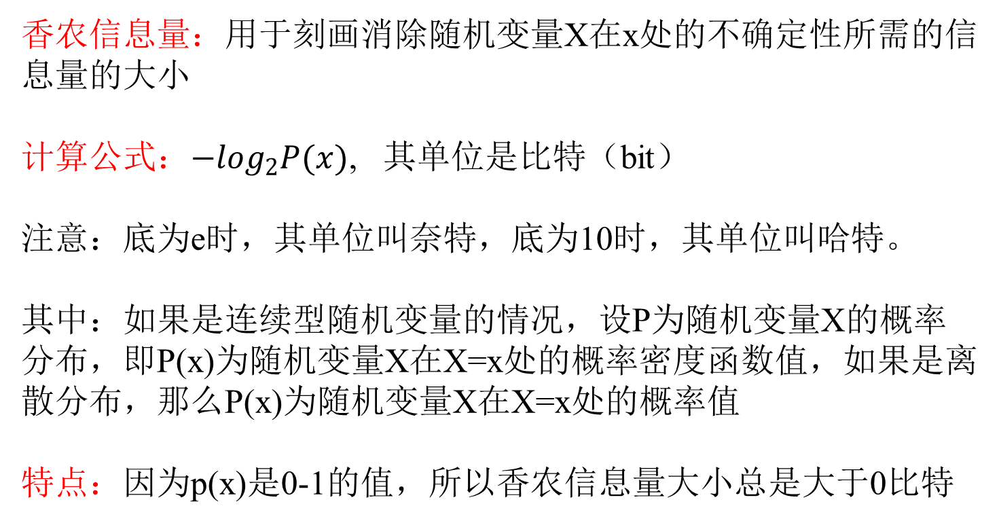 香农信息量：用于刻画消除随机变量X在x处的不确定性所需的信
息量的大小
计算公式：−log₂P(x)，其单位是比特（bit）
注意：底为e时，其单位叫奈特，底为10时，其单位叫哈特。
其中：如果是连续型随机变量的情况，设P为随机变量X的概率
分布，即P(x)为随机变量X在X=x处的概率密度函数值，如果是离
散分布，那么P(x)为随机变量X在X=x处的概率值
特点：因为p(x)是0-1的值，所以香农信息量大小总是大于0比特